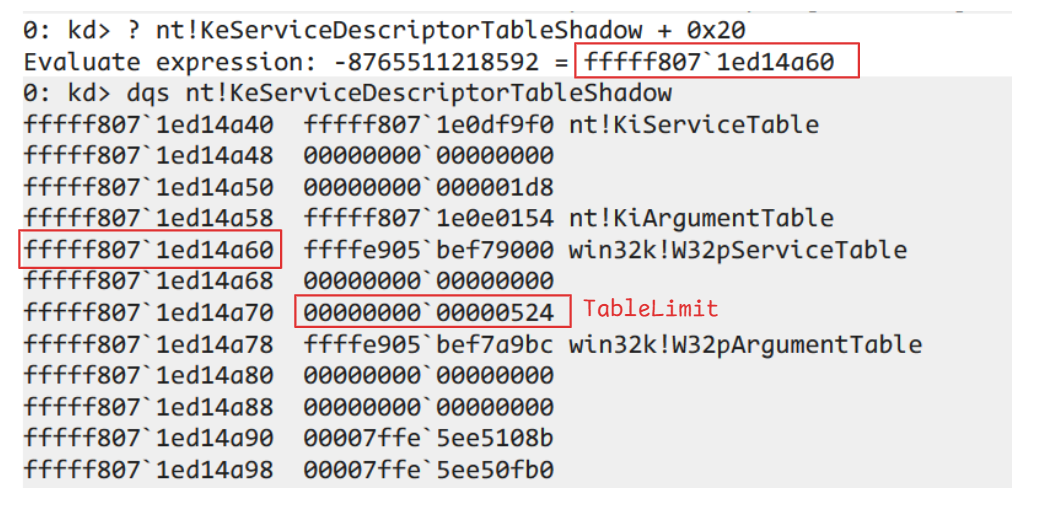 0: kd> ? nt!KeServiceDescriptorTableShadow + 0x20
Evaluate expression: -8765511218592 = fffff807`1ed14a60
0: kd> dqs nt!KeServiceDescriptorTableShadow
fffff807`1ed14a40  fffff807`1e0df9f0 nt!KiServiceTable
fffff807`1ed14a48  00000000`00000000
fffff807`1ed14a50  00000000`000001d8
fffff807`1ed14a58  fffff807`1e0e0154 nt!KiArgumentTable
fffff807`1ed14a60  ffffe905`bef79000 win32k!W32pServiceTable
fffff807`1ed14a68  00000000`00000000
fffff807`1ed14a70  00000000`00000524 TableLimit
fffff807`1ed14a78  ffffe905`bef7a9bc win32k!W32pArgumentTable
fffff807`1ed14a80  00000000`00000000
fffff807`1ed14a88  00000000`00000000
fffff807`1ed14a90  00007ffe`5ee5108b
fffff807`1ed14a98  00007ffe`5ee50fb0